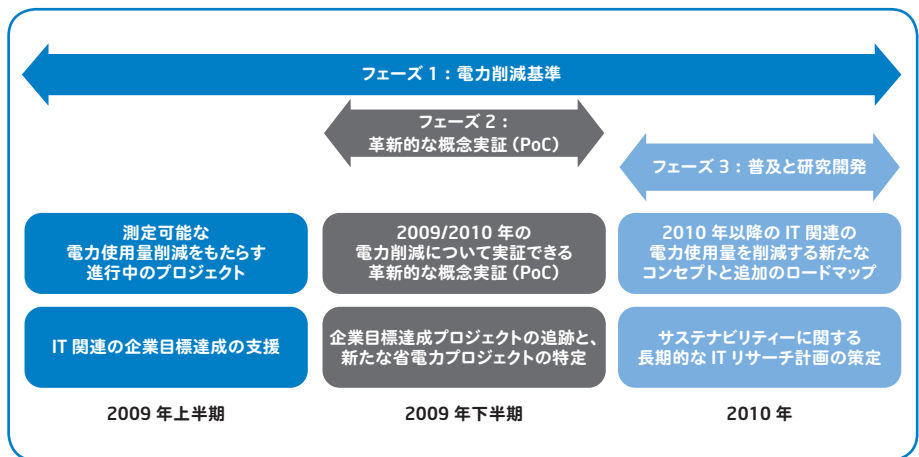 フェーズ 1 : 電力削減基準
フェーズ 2 :
革新的な概念実証 (PoC)
フェーズ 3 : 普及と研究開発
測定可能な
電力使用量削減をもたらす
進行中のプロジェクト
2009/2010 年の
電力削減について実証できる
革新的な概念実証 (PoC)
2010 年以降の IT 関連の
電力使用量を削減する新たな
コンセプトと追加のロードマップ
IT 関連の企業目標達成の支援
企業目標達成プロジェクトの追跡と、
新たな省電力プロジェクトの特定
サステナビリティーに関する
長期的な IT リサーチ計画の策定
2009 年上半期
2009 年下半期
2010 年